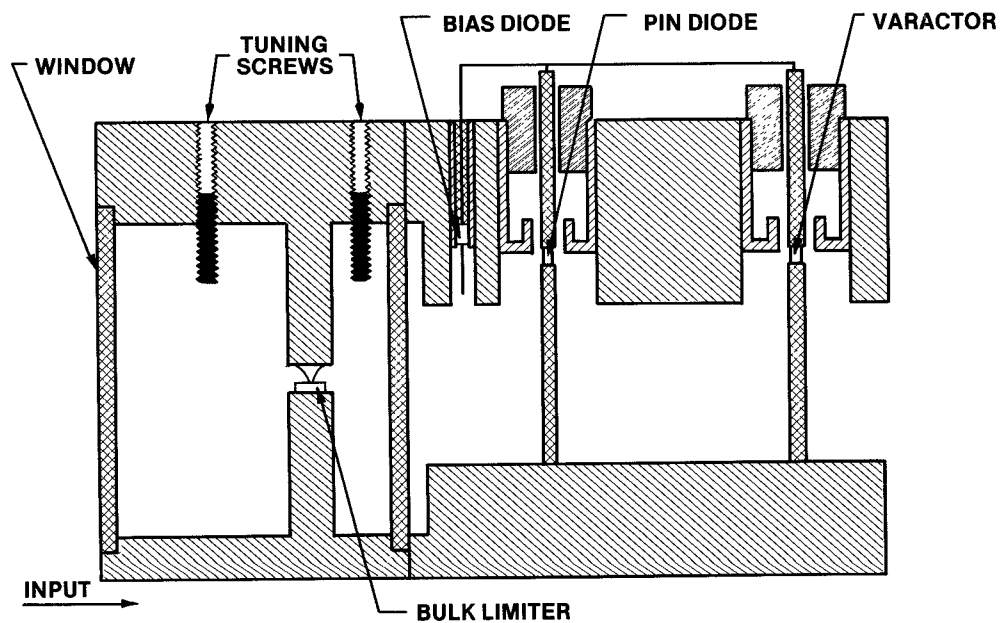 BIAS DIODE
PIN DIODE
VARACTOR
TUNING
SCREWS
WINDOW
INPUT
BULK LIMITER